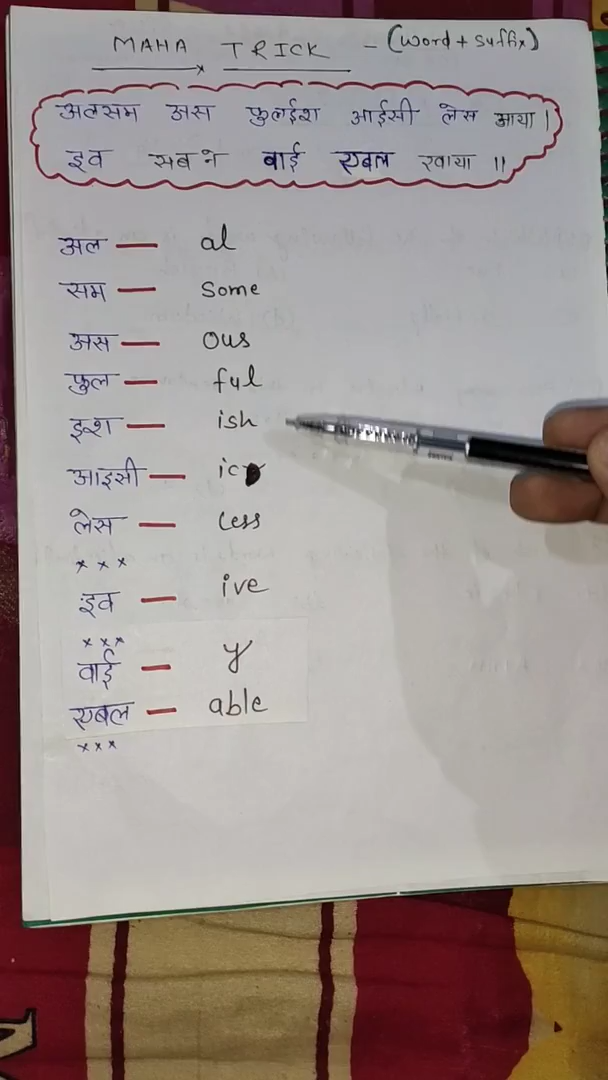 MAHA TRICK - (word + suffix)
अलसम अस फुलईश आईसी लेस आया।
इव सब ने वाई एबल खाया॥
अल — al
सम — some
अस — ous
फुल — ful
इश — ish
आइसी — ic
लेस — less
***
इव — ive
***
वाई — y
एबल — able
***